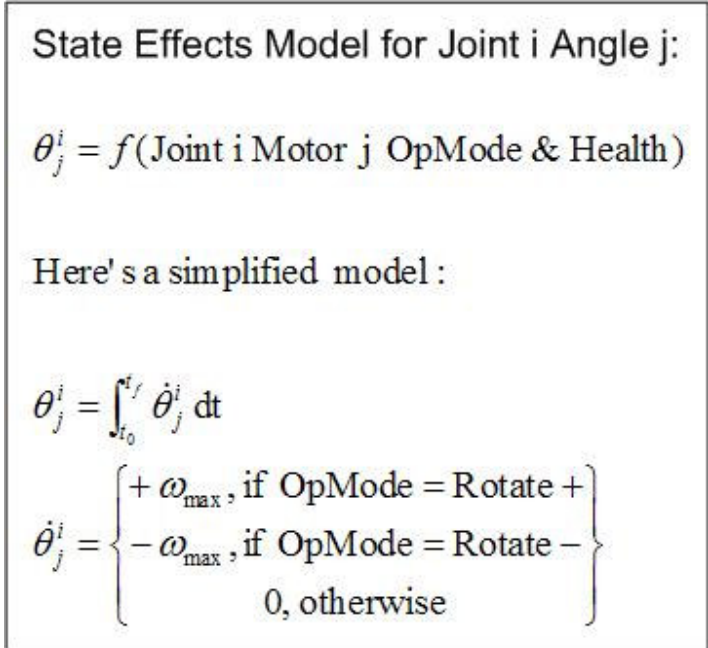 State Effects Model for Joint i Angle j:
θ^i_j = f(Joint i Motor j OpMode & Health)
Here's a simplified model :
θ^i_j = ∫_{t_0}^{t_f} θ̇^i_j dt
θ̇^i_j = { + ω_max , if OpMode = Rotate +
− ω_max , if OpMode = Rotate −
0, otherwise }